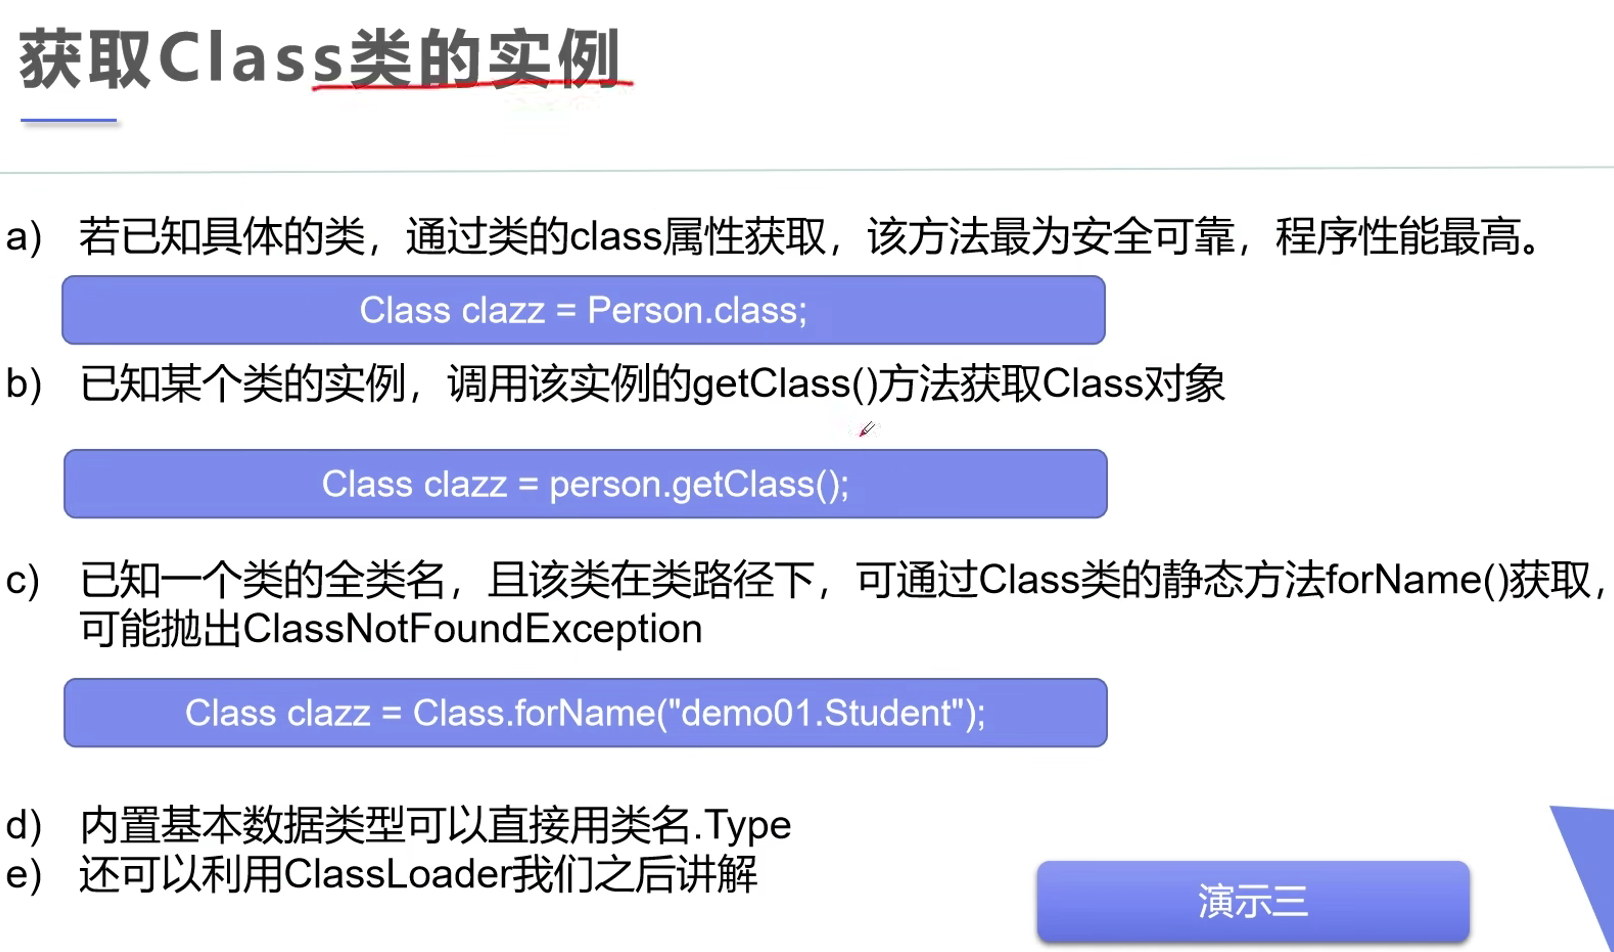 获取Class类的实例
a) 若已知具体的类，通过类的class属性获取，该方法最为安全可靠，程序性能最高。
Class clazz = Person.class;
b) 已知某个类的实例，调用该实例的getClass()方法获取Class对象
Class clazz = person.getClass();
c) 已知一个类的全类名，且该类在类路径下，可通过Class类的静态方法forName()获取，
可能抛出ClassNotFoundException
Class clazz = Class.forName("demo01.Student");
d) 内置基本数据类型可以直接用类名.Type
e) 还可以利用ClassLoader我们之后讲解
演示三